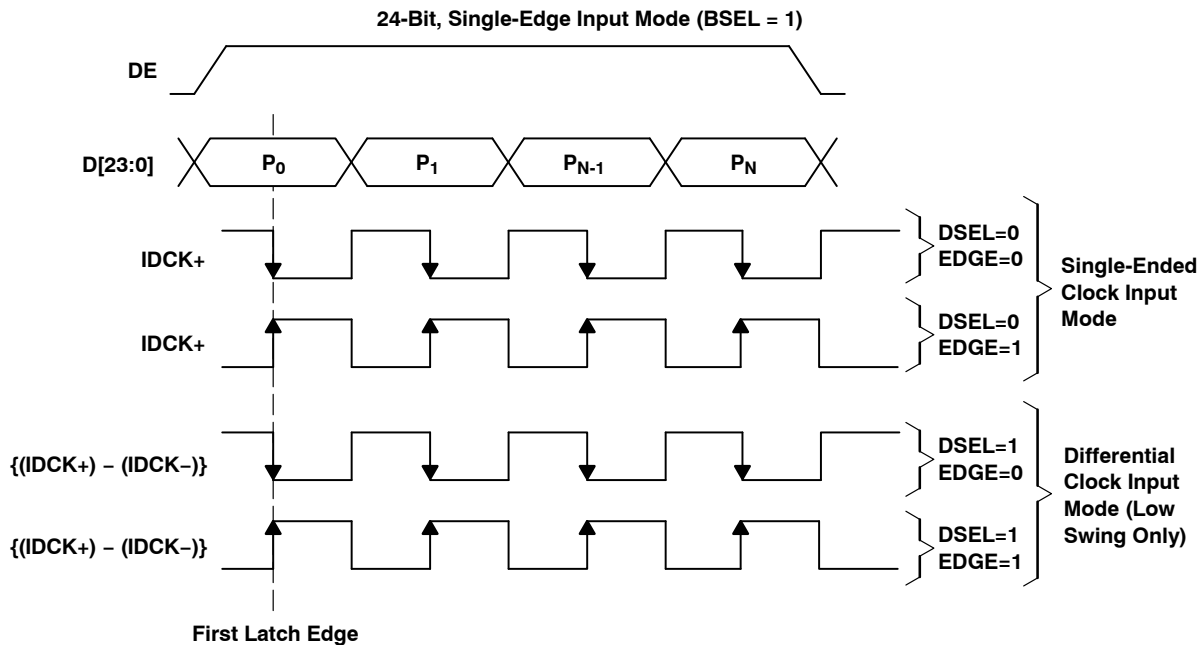 24-Bit, Single-Edge Input Mode (BSEL = 1)
DE
D[23:0]
P0
P1
PN-1
PN
IDCK+
DSEL=0
EDGE=0
IDCK+
DSEL=0
EDGE=1
Single-Ended
Clock Input
Mode
{(IDCK+) − (IDCK−)}
DSEL=1
EDGE=0
{(IDCK+) − (IDCK−)}
DSEL=1
EDGE=1
Differential
Clock Input
Mode (Low
Swing Only)
First Latch Edge